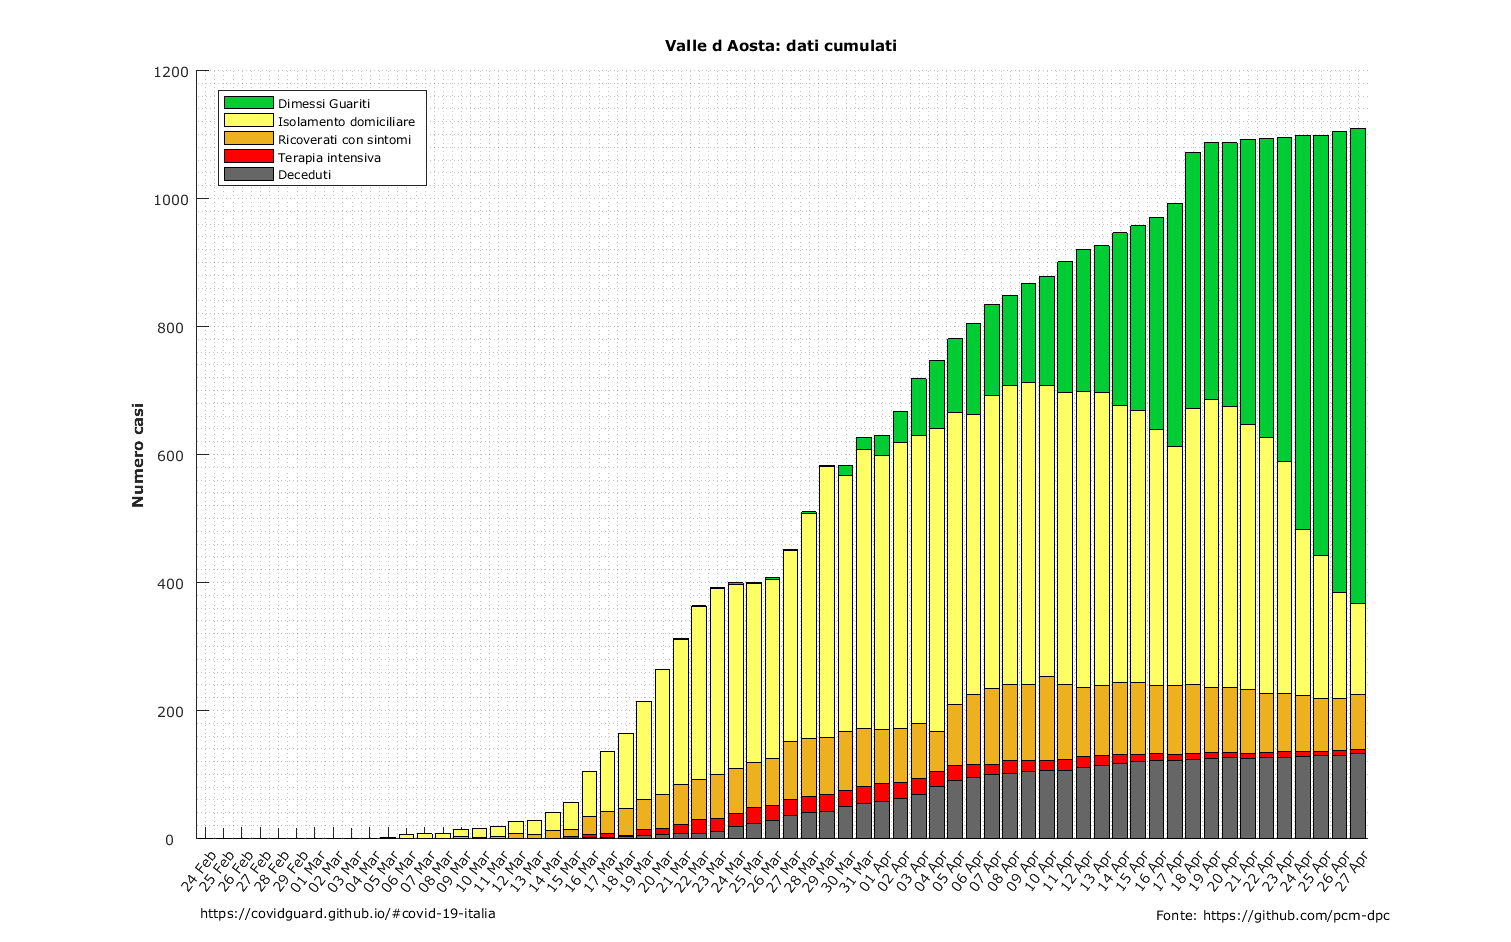 Valle d Aosta: dati cumulati
1200
1000
800
600
400
200
0
Numero casi
Dimessi Guariti
Isolamento domiciliare
Ricoverati con sintomi
Terapia intensiva
Deceduti
24 Feb
25 Feb
26 Feb
27 Feb
28 Feb
29 Feb
01 Mar
02 Mar
03 Mar
04 Mar
05 Mar
06 Mar
07 Mar
08 Mar
09 Mar
10 Mar
11 Mar
12 Mar
13 Mar
14 Mar
15 Mar
16 Mar
17 Mar
18 Mar
19 Mar
20 Mar
21 Mar
22 Mar
23 Mar
24 Mar
25 Mar
26 Mar
27 Mar
28 Mar
29 Mar
30 Mar
31 Mar
01 Apr
02 Apr
03 Apr
04 Apr
05 Apr
06 Apr
07 Apr
08 Apr
09 Apr
10 Apr
11 Apr
12 Apr
13 Apr
14 Apr
15 Apr
16 Apr
17 Apr
18 Apr
19 Apr
20 Apr
21 Apr
22 Apr
23 Apr
24 Apr
25 Apr
26 Apr
27 Apr
https://covidguard.github.io/#covid-19-italia
Fonte: https://github.com/pcm-dpc